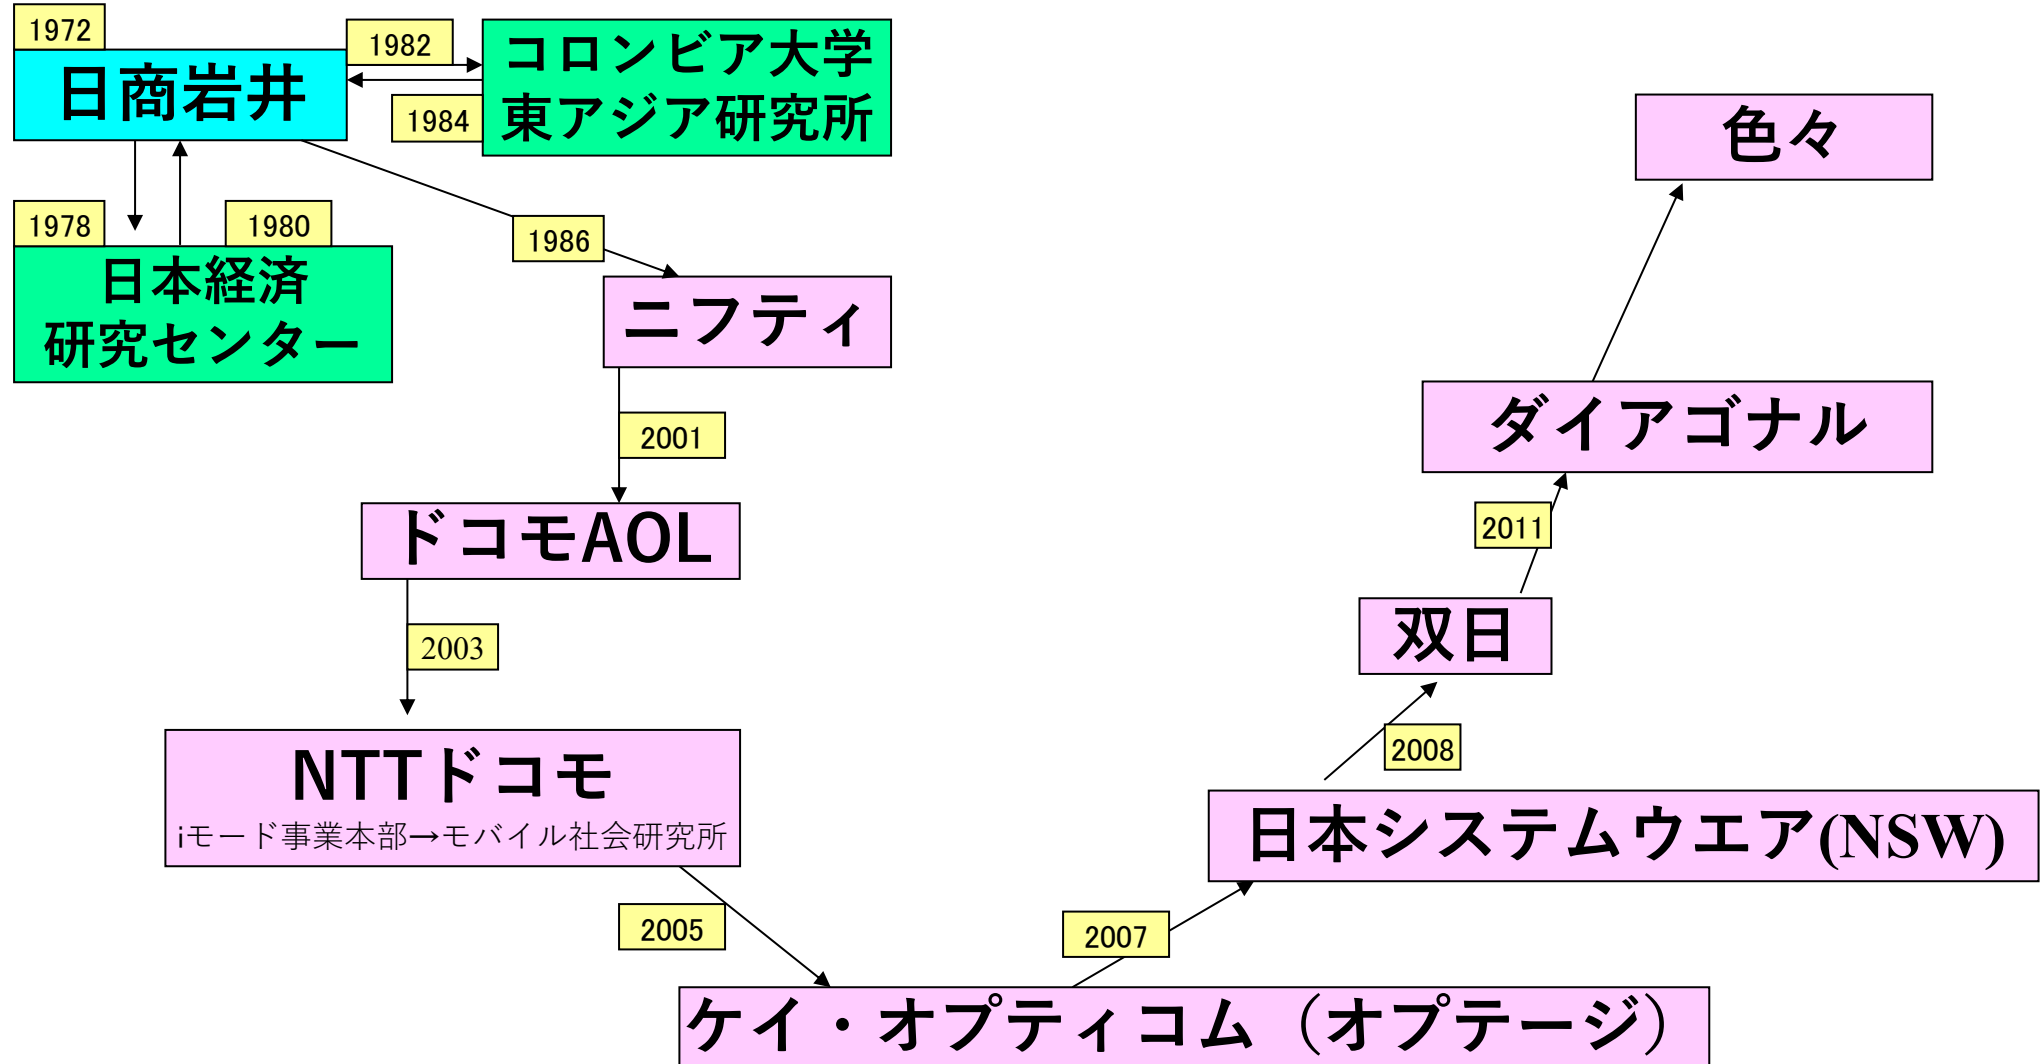 1972
日商岩井
1982
1984
コロンビア大学
東アジア研究所
1978
1980
日本経済
研究センター
1986
ニフティ
2001
ドコモAOL
2003
NTTドコモ
iモード事業本部→モバイル社会研究所
2005
ケイ・オプティコム（オプテージ）
2007
日本システムウエア(NSW)
2008
双日
2011
ダイアゴナル
色々